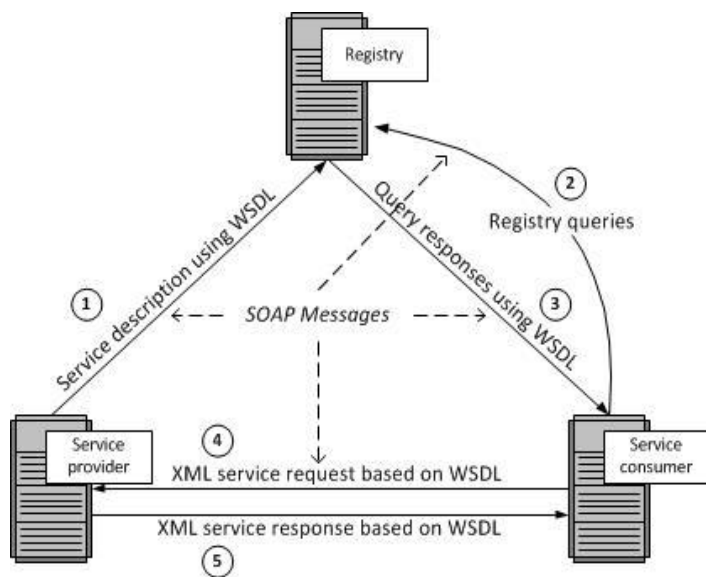 Registry
2
Registry queries
Query responses using WSDL
3
1
Service description using WSDL
SOAP Messages
Service
provider
Service
consumer
4
XML service request based on WSDL
XML service response based on WSDL
5